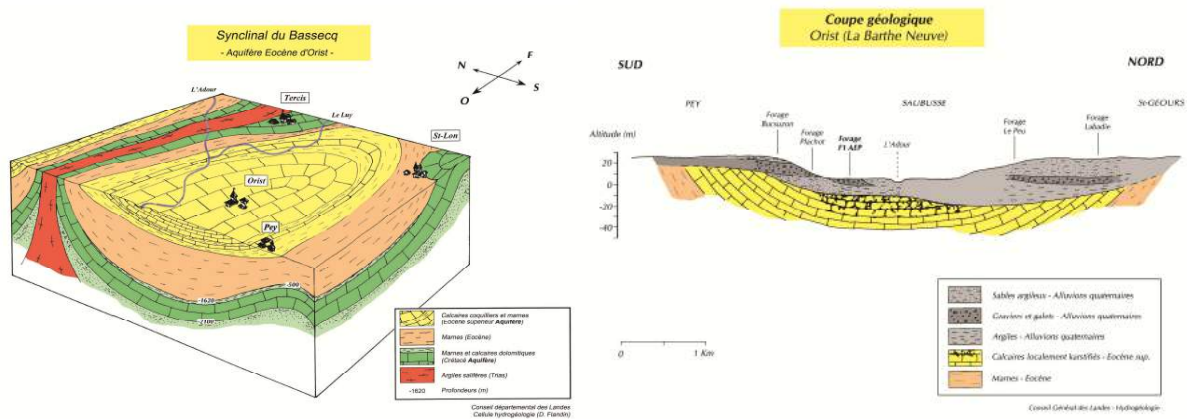 Synclinal du Bassecq
- Aquifère Eocène d'Orist -
N
F
S
O
L'Adour
Tercis
Le Luy
St-Lon
Orist
Pey
-500
-1620
-2100
Calcaires coquilliers et marnes
(Eocène supérieur Aquifère)
Marnes (Eocène)
Marnes et calcaires dolomitiques
(Crétacé Aquifère)
Argiles salifères (Trias)
-1620 Profondeurs (m)
Conseil départemental des Landes
Cellule hydrogéologie (D. Flandin)
Coupe géologique
Orist (La Barthe Neuve)
SUD
NORD
PEY
SAUBUSSE
St-GEOURS
Forage
Bucuzon
Forage
Plachot
Forage
F1 AEP
L'Adour
Forage
Le Peu
Forage
Labadie
Altitude (m)
20
0
-20
-40
0
1 Km
Sables argileux - Alluvions quaternaires
Graviers et galets - Alluvions quaternaires
Argiles - Alluvions quaternaires
Calcaires localement karstifiés - Eocène sup.
Marnes - Eocène
Conseil Général des Landes - Hydrogéologie